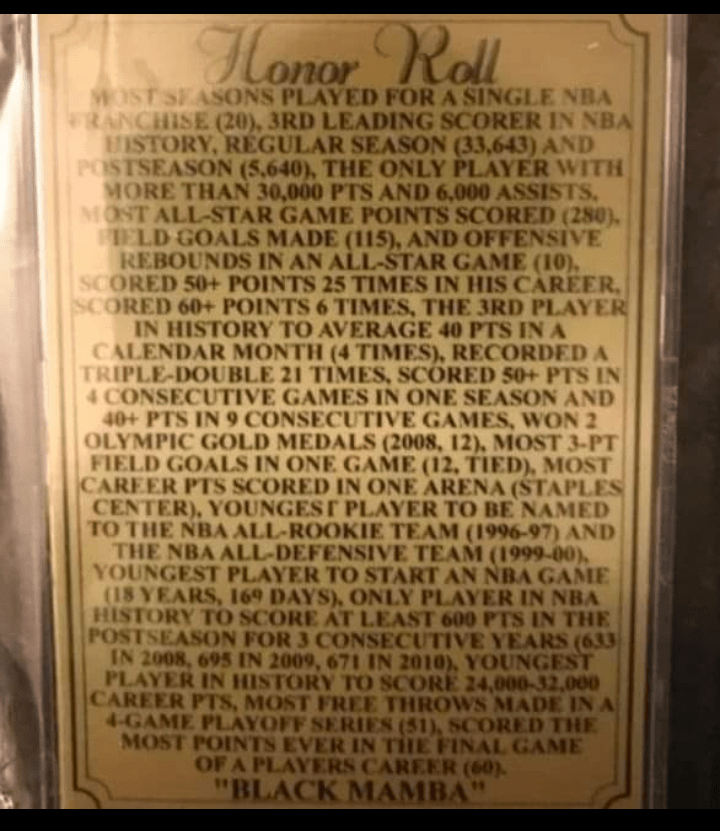 Honor Roll
MOST SEASONS PLAYED FOR A SINGLE NBA
FRANCHISE (20), 3RD LEADING SCORER IN NBA
HISTORY, REGULAR SEASON (33,643) AND
POSTSEASON (5,640), THE ONLY PLAYER WITH
MORE THAN 30,000 PTS AND 6,000 ASSISTS,
MOST ALL-STAR GAME POINTS SCORED (280),
FIELD GOALS MADE (115), AND OFFENSIVE
REBOUNDS IN AN ALL-STAR GAME (10),
SCORED 50+ POINTS 25 TIMES IN HIS CAREER,
SCORED 60+ POINTS 6 TIMES, THE 3RD PLAYER
IN HISTORY TO AVERAGE 40 PTS IN A
CALENDAR MONTH (4 TIMES), RECORDED A
TRIPLE-DOUBLE 21 TIMES, SCORED 50+ PTS IN
4 CONSECUTIVE GAMES IN ONE SEASON AND
40+ PTS IN 9 CONSECUTIVE GAMES, WON 2
OLYMPIC GOLD MEDALS (2008, 12), MOST 3-PT
FIELD GOALS IN ONE GAME (12, TIED), MOST
CAREER PTS SCORED IN ONE ARENA (STAPLES
CENTER), YOUNGEST PLAYER TO BE NAMED
TO THE NBA ALL-ROOKIE TEAM (1996-97) AND
THE NBA ALL-DEFENSIVE TEAM (1999-00),
YOUNGEST PLAYER TO START AN NBA GAME
(18 YEARS, 169 DAYS), ONLY PLAYER IN NBA
HISTORY TO SCORE AT LEAST 600 PTS IN THE
POSTSEASON FOR 3 CONSECUTIVE YEARS (633
IN 2008, 695 IN 2009, 671 IN 2010), YOUNGEST
PLAYER IN HISTORY TO SCORE 24,000-32,000
CAREER PTS, MOST FREE THROWS MADE IN A
4-GAME PLAYOFF SERIES (51), SCORED THE
MOST POINTS EVER IN THE FINAL GAME
OF A PLAYERS CAREER (60).
"BLACK MAMBA"